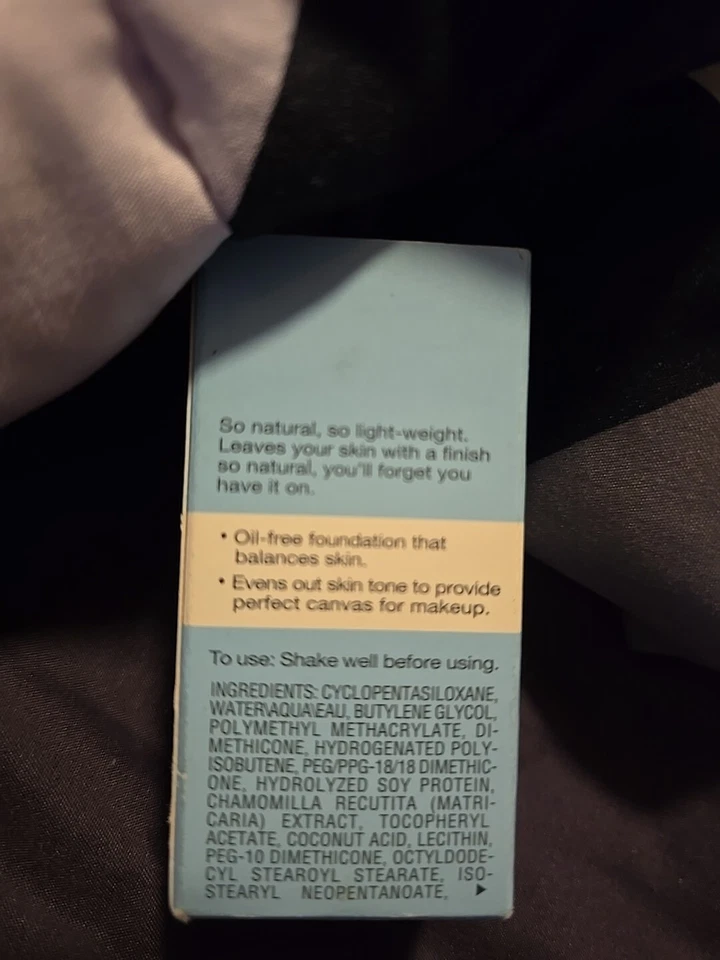 So natural, so light-weight.
Leaves your skin with a finish
so natural, you'll forget you
have it on.
• Oil-free foundation that
balances skin.
• Evens out skin tone to provide
perfect canvas for makeup.
To use: Shake well before using.
INGREDIENTS: CYCLOPENTASILOXANE,
WATER\AQUA\EAU, BUTYLENE GLYCOL,
POLYMETHYL METHACRYLATE, DI-
METHICONE, HYDROGENATED POLY-
ISOBUTENE, PEG/PPG-18/18 DIMETHIC-
ONE, HYDROLYZED SOY PROTEIN,
CHAMOMILLA RECUTITA (MATRI-
CARIA) EXTRACT, TOCOPHERYL
ACETATE, COCONUT ACID, LECITHIN,
PEG-10 DIMETHICONE, OCTYLDODE-
CYL STEAROYL STEARATE, ISO-
STEARYL NEOPENTANOATE, ▶